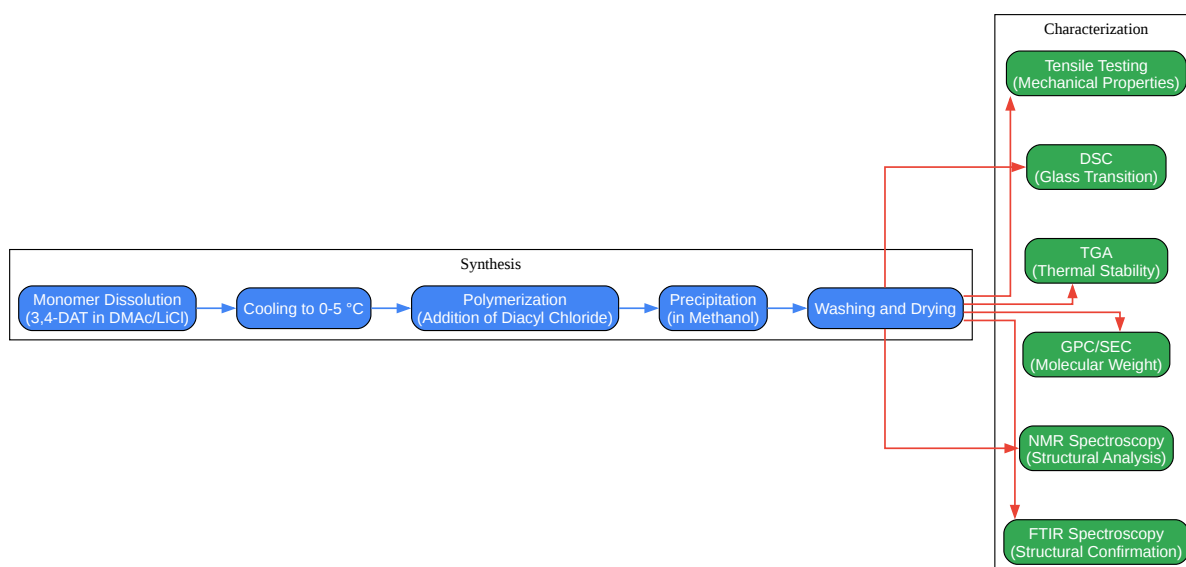 Characterization
Tensile Testing
(Mechanical Properties)
DSC
(Glass Transition)
TGA
(Thermal Stability)
Synthesis
Monomer Dissolution
(3,4-DAT in DMAc/LiCl)
Cooling to 0-5 °C
Polymerization
(Addition of Diacyl Chloride)
Precipitation
(in Methanol)
Washing and Drying
GPC/SEC
(Molecular Weight)
NMR Spectroscopy
(Structural Analysis)
FTIR Spectroscopy
(Structural Confirmation)